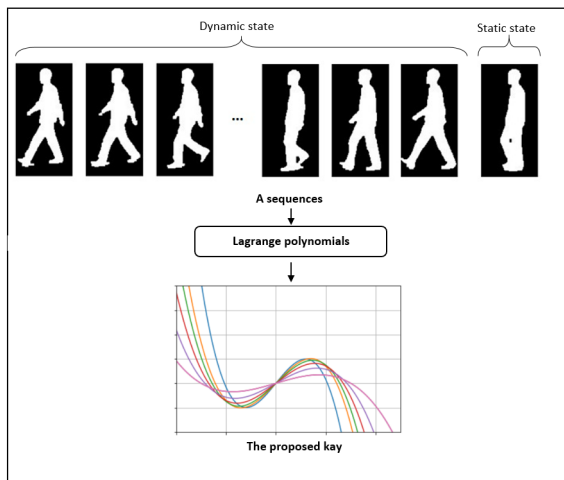 Dynamic state
Static state
...
A sequences
Lagrange polynomials
The proposed kay